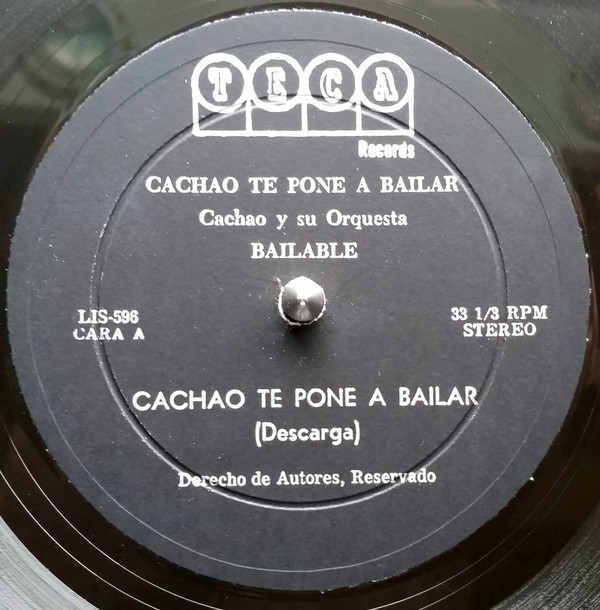 TECA
Records
CACHAO TE PONE A BAILAR
Cachao y su Orquesta
BAILABLE
LIS-596
CARA A
33 1/3 RPM
STEREO
CACHAO TE PONE A BAILAR
(Descarga)
Derecho de Autores, Reservado